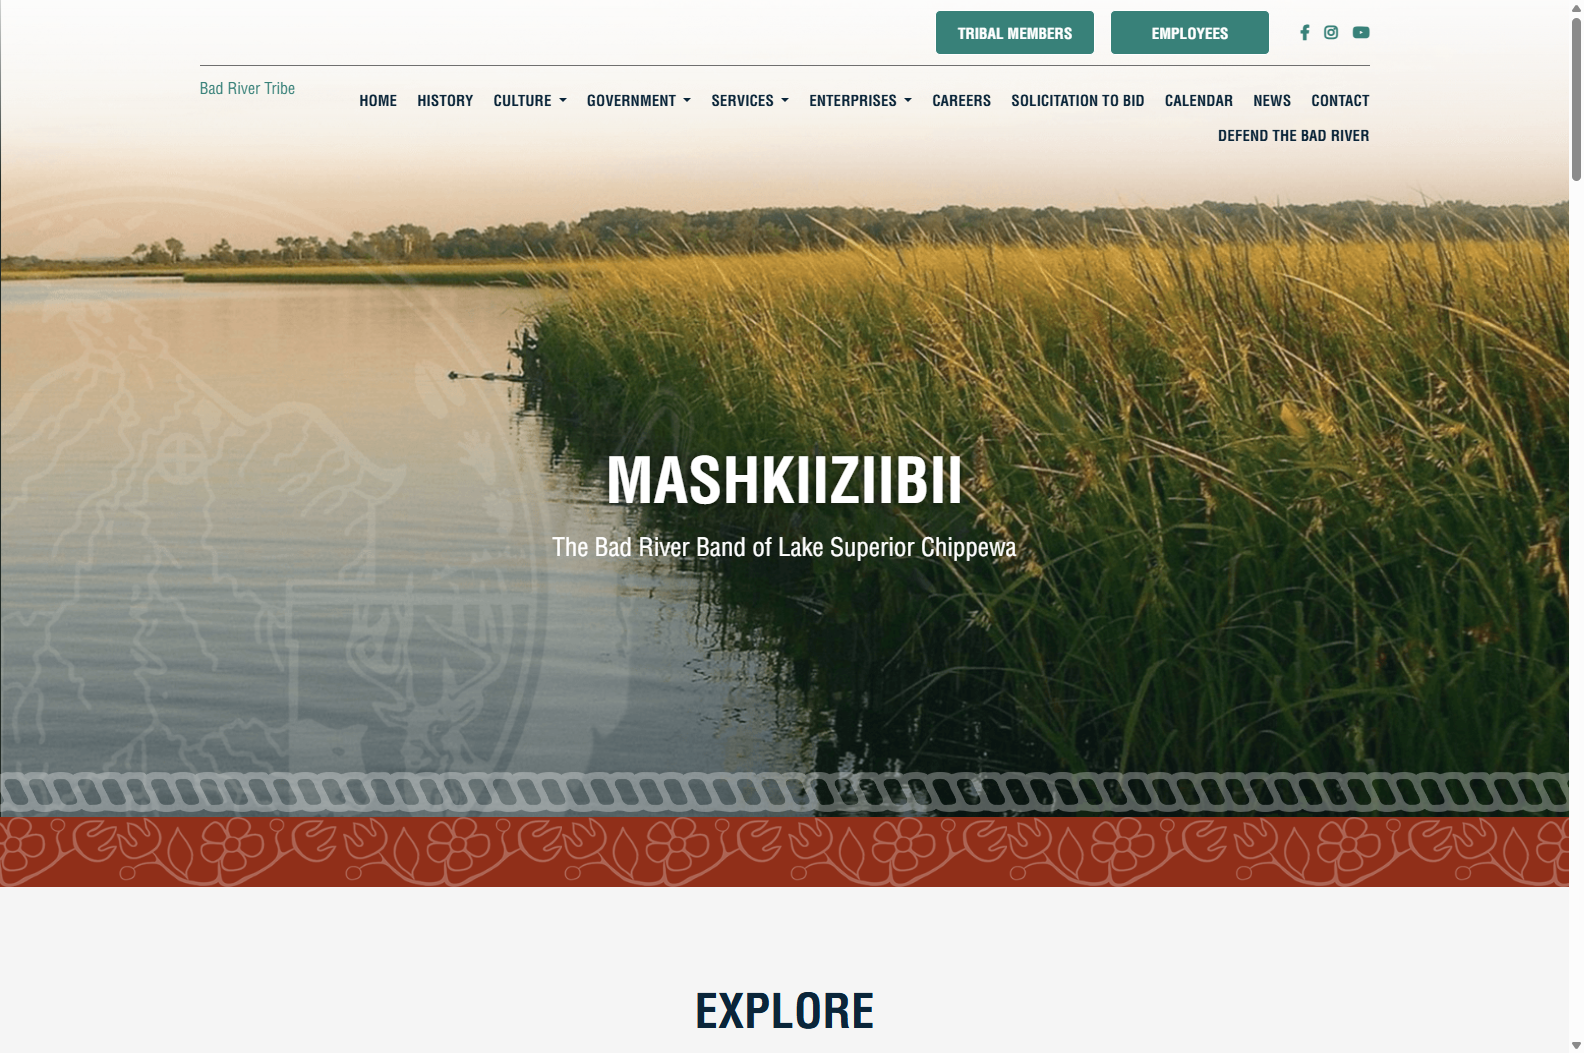 TRIBAL MEMBERS
EMPLOYEES
Bad River Tribe
HOME HISTORY CULTURE GOVERNMENT SERVICES ENTERPRISES CAREERS SOLICITATION TO BID CALENDAR NEWS CONTACT
DEFEND THE BAD RIVER
MASHKIIZIIBII
The Bad River Band of Lake Superior Chippewa
EXPLORE